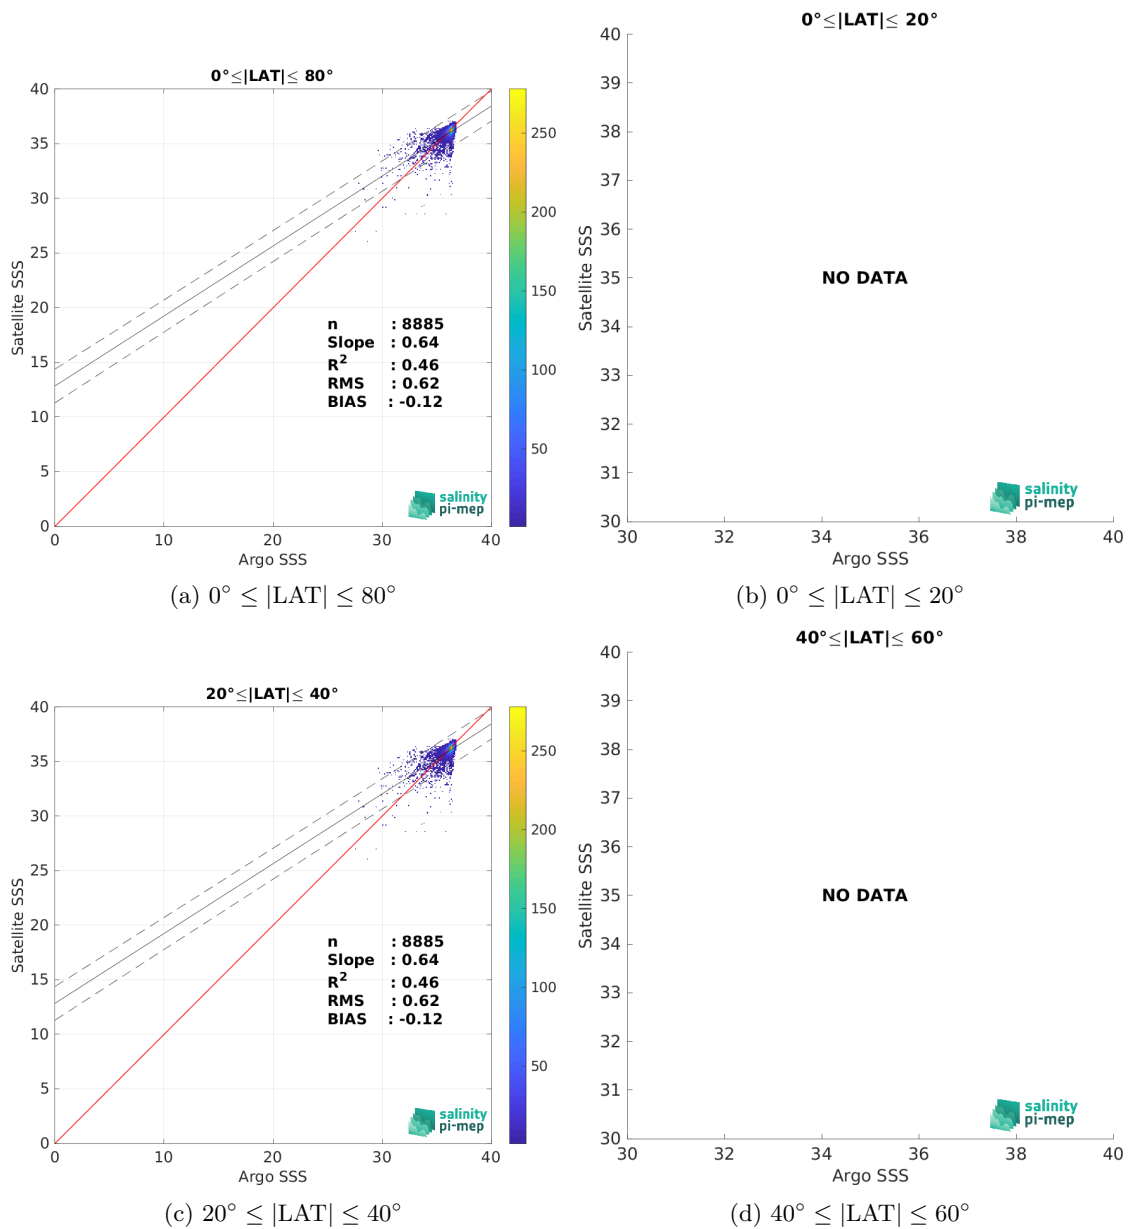 0°≤|LAT|≤ 80°
40
35
30
25
20
15
10
5
0
Satellite SSS
n : 8885
Slope : 0.64
R² : 0.46
RMS : 0.62
BIAS : -0.12
salinity
pi-mep
0 10 20 30 40
Argo SSS
250
200
150
100
50
(a) 0° ≤ |LAT| ≤ 80°
0°≤|LAT|≤ 20°
40
39
38
37
36
35
34
33
32
31
30
Satellite SSS
NO DATA
salinity
pi-mep
30 32 34 36 38 40
Argo SSS
(b) 0° ≤ |LAT| ≤ 20°
20°≤|LAT|≤ 40°
40
35
30
25
20
15
10
5
0
Satellite SSS
n : 8885
Slope : 0.64
R² : 0.46
RMS : 0.62
BIAS : -0.12
salinity
pi-mep
0 10 20 30 40
Argo SSS
250
200
150
100
50
(c) 20° ≤ |LAT| ≤ 40°
40°≤|LAT|≤ 60°
40
39
38
37
36
35
34
33
32
31
30
Satellite SSS
NO DATA
salinity
pi-mep
30 32 34 36 38 40
Argo SSS
(d) 40° ≤ |LAT| ≤ 60°